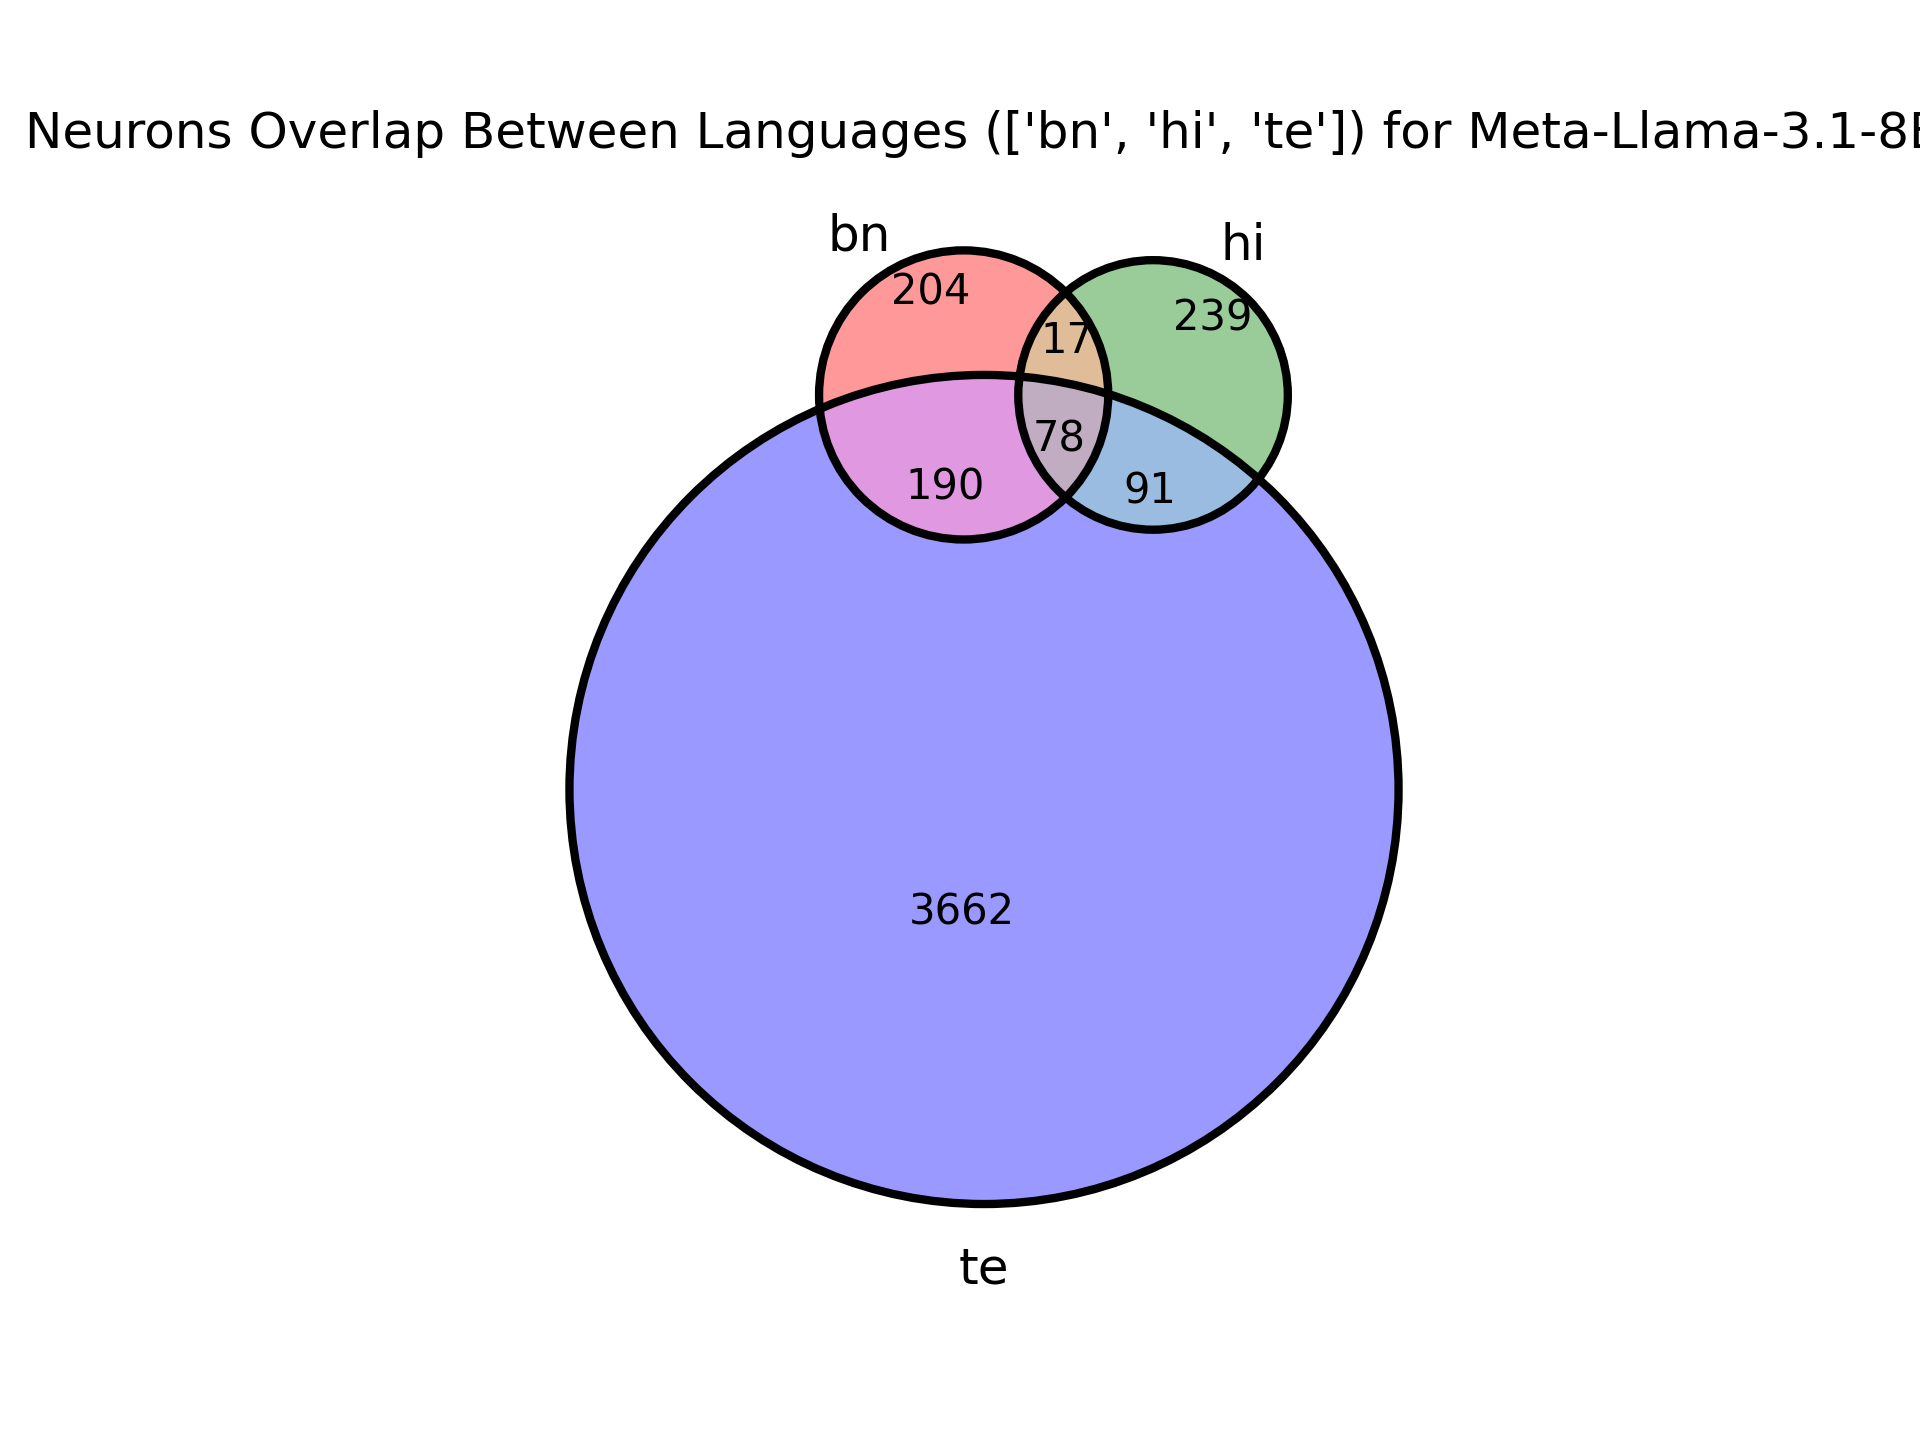 Neurons Overlap Between Languages (['bn', 'hi', 'te']) for Meta-Llama-3.1-8
bn
hi
204
239
17
78
190
91
3662
te